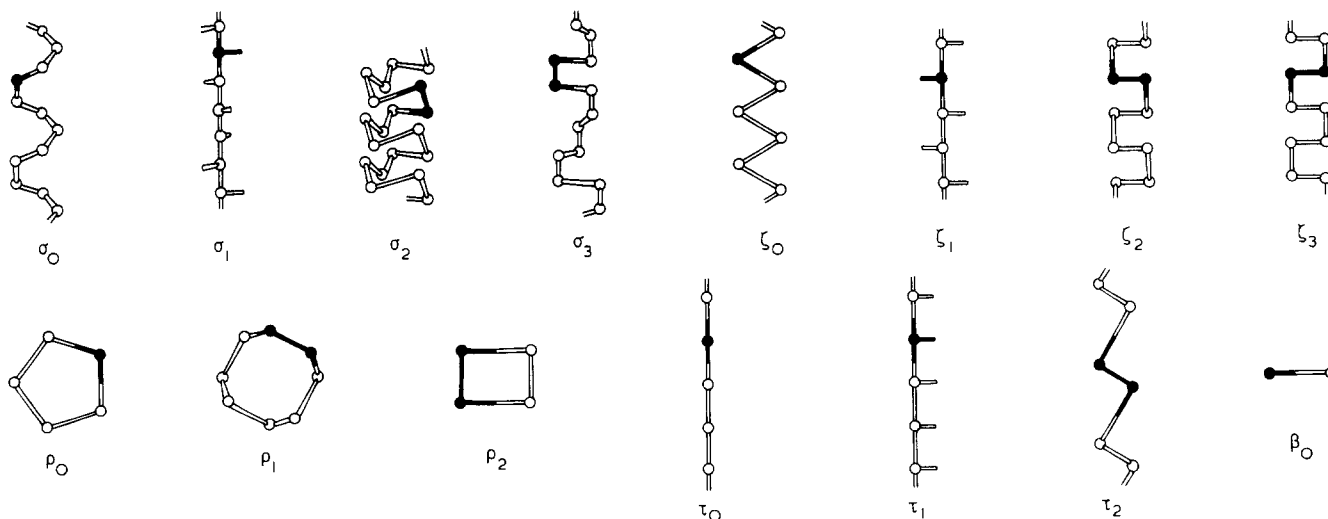 σ₀ σ₁ σ₂ σ₃ ζ₀ ζ₁ ζ₂ ζ₃
ρ₀ ρ₁ ρ₂ τ₀ τ₁ τ₂ β₀